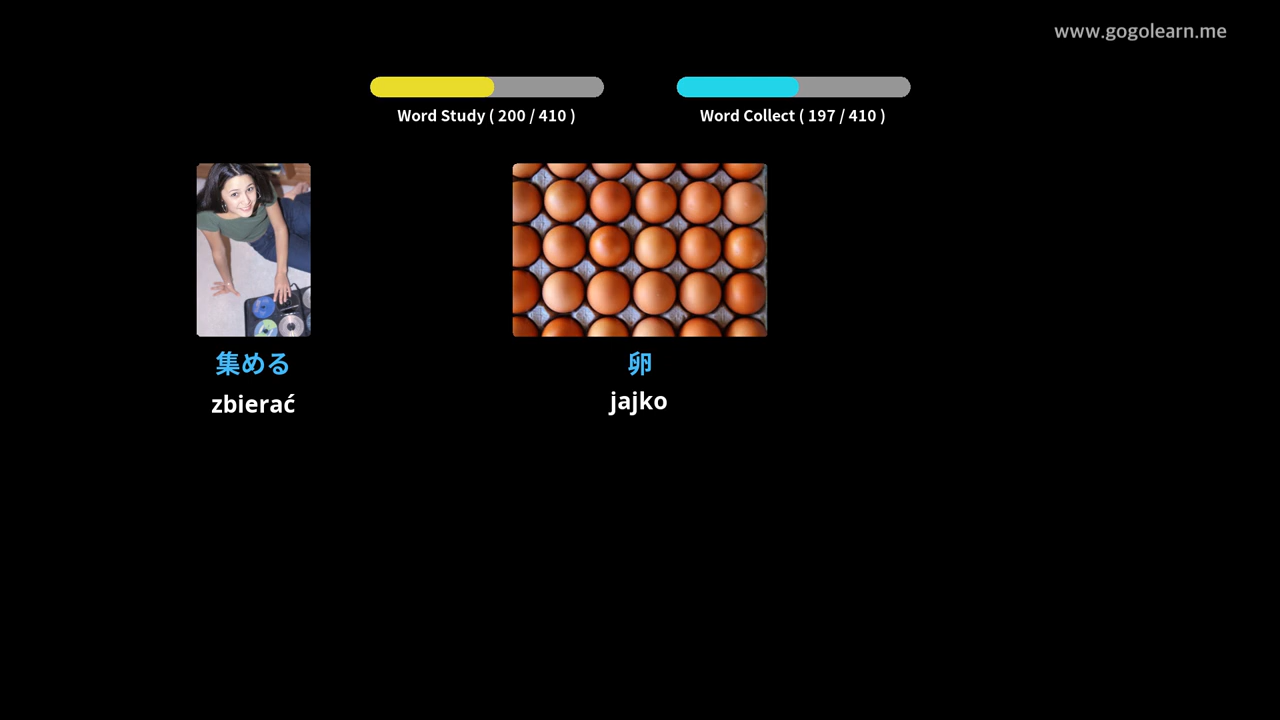 www.gogolearn.me
Word Study ( 200 / 410 )
Word Collect ( 197 / 410 )
集める
zbierać
卵
jajko